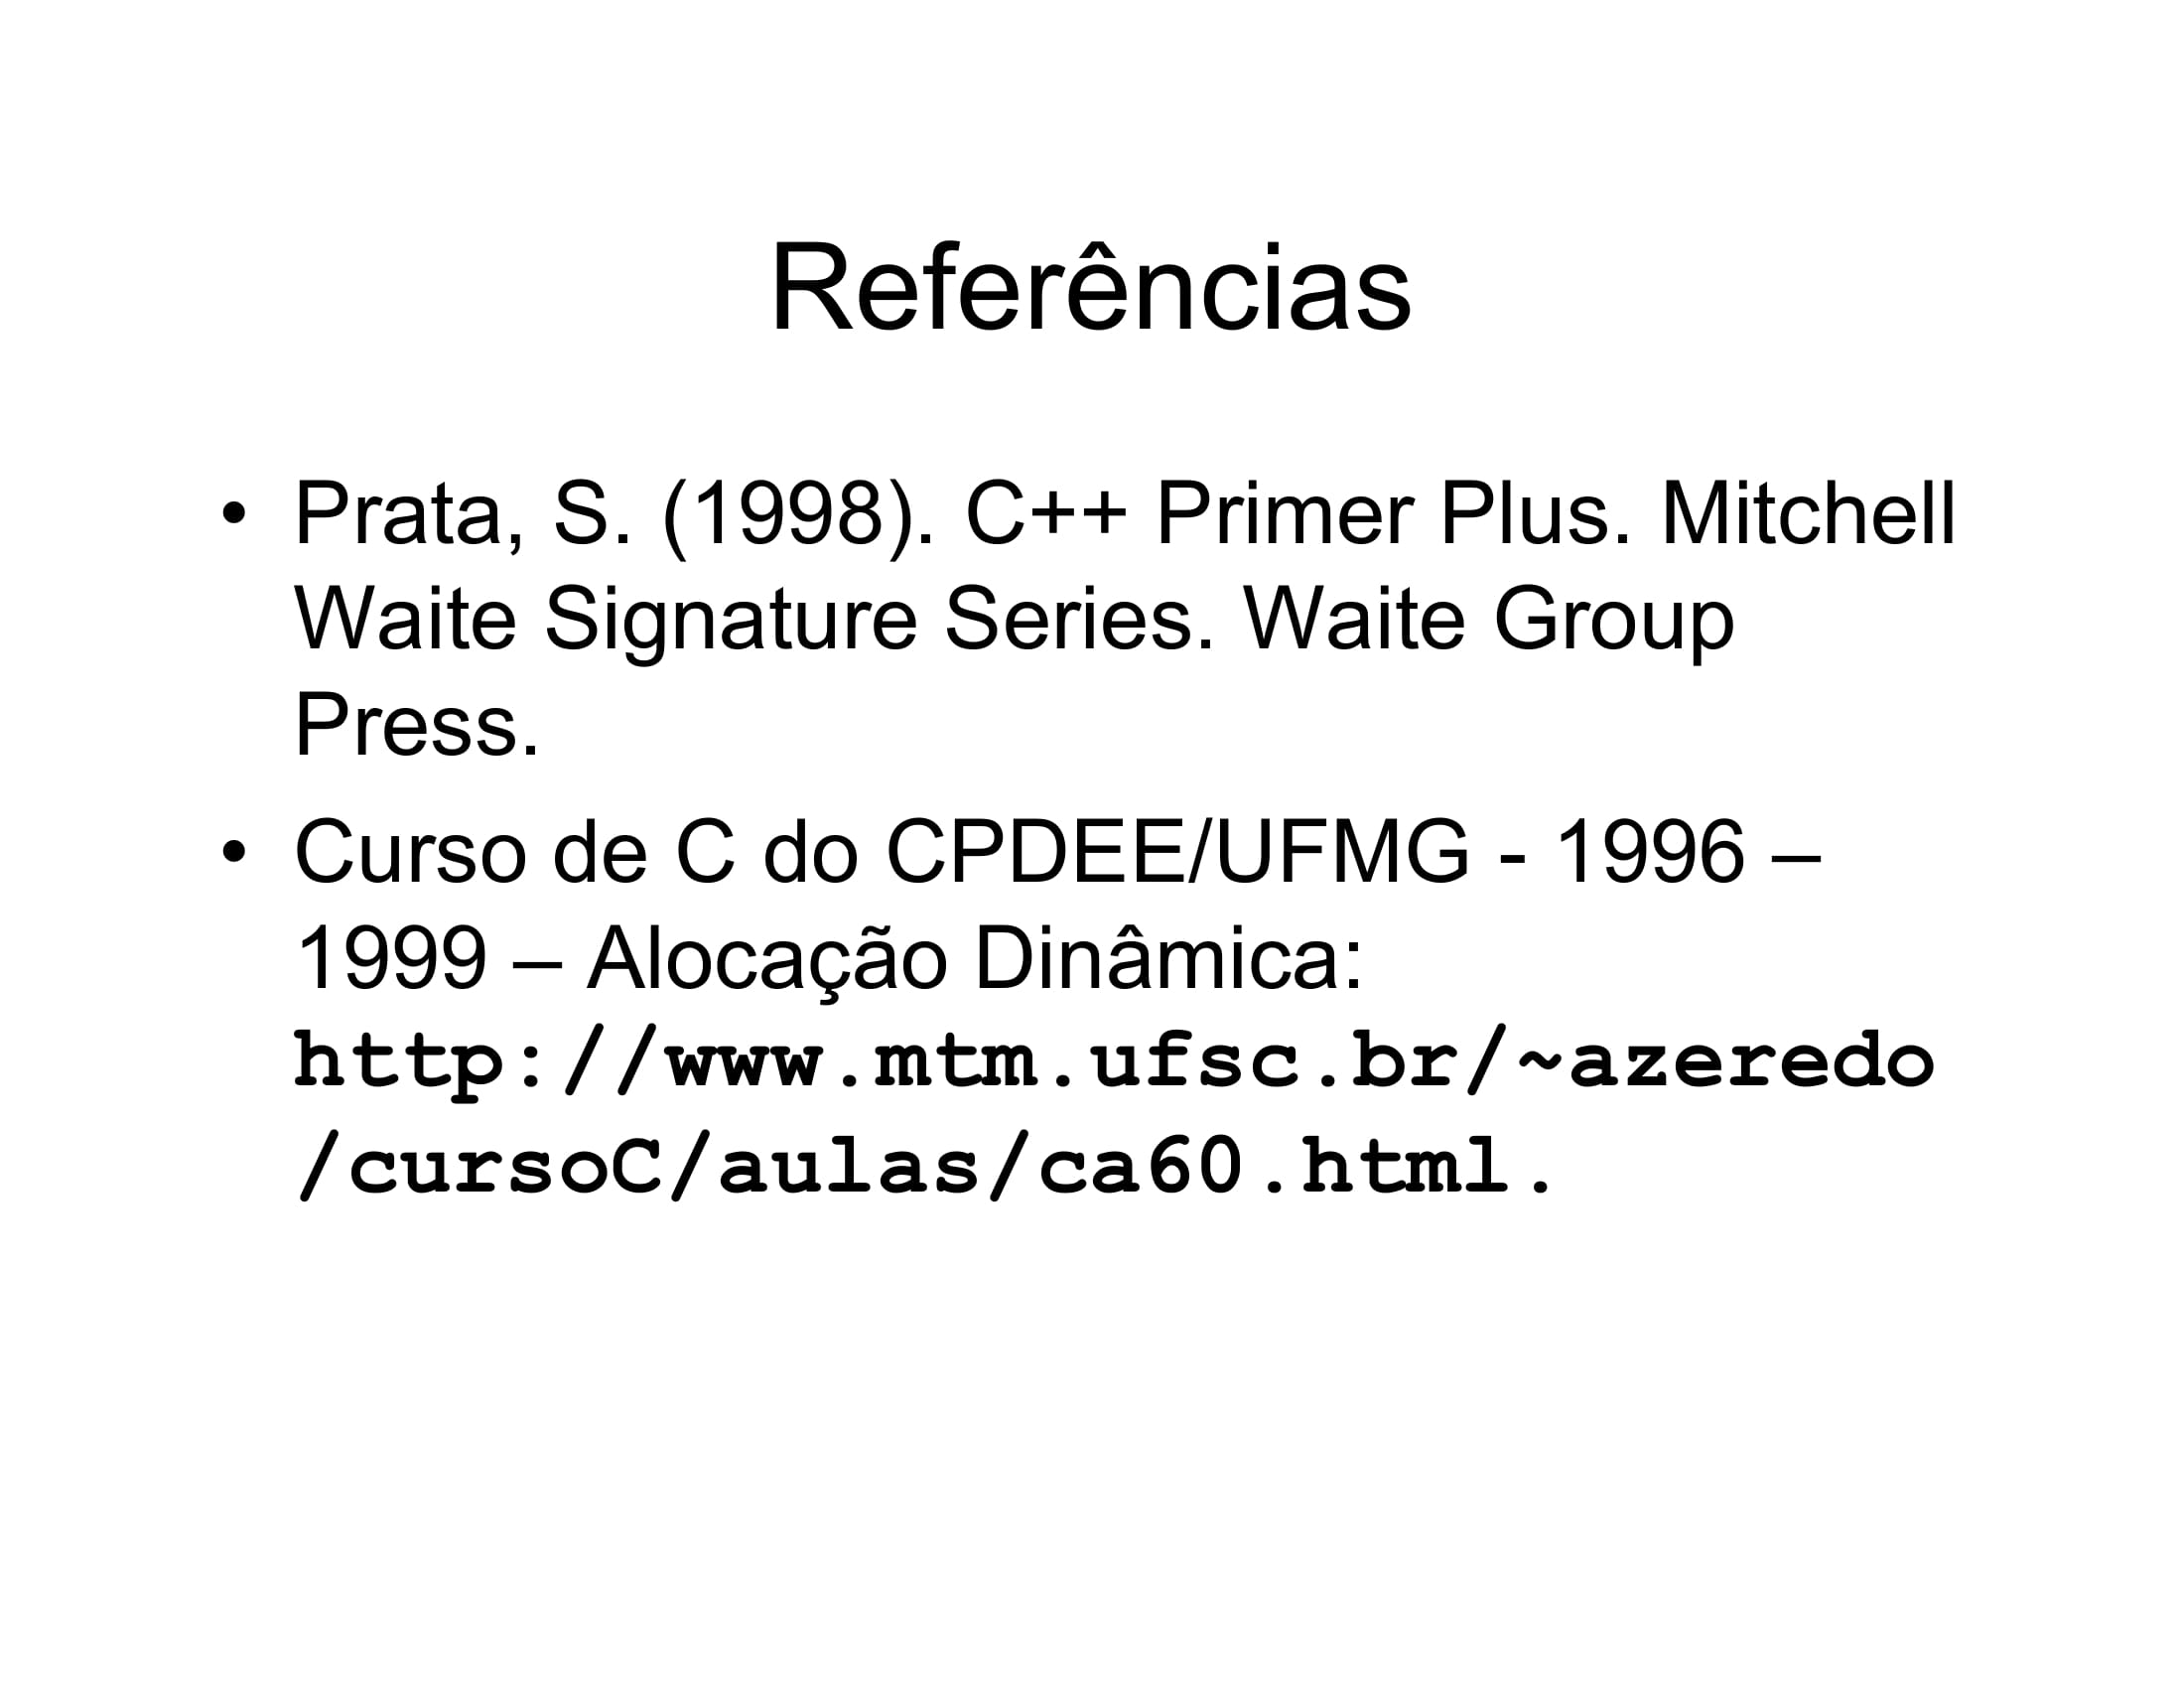 Referências
• Prata, S. (1998). C++ Primer Plus. Mitchell
Waite Signature Series. Waite Group
Press.
• Curso de C do CPDEE/UFMG - 1996 –
1999 – Alocação Dinâmica:
http://www.mtm.ufsc.br/~azeredo
/cursoC/aulas/ca60.html.